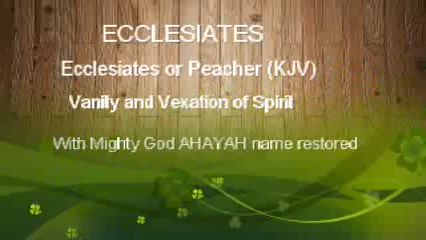 ECCLESIATES
Ecclesiates or Peacher (KJV)
Vanity and Vexation of Spirit
With Mighty God AHAYAH name restored